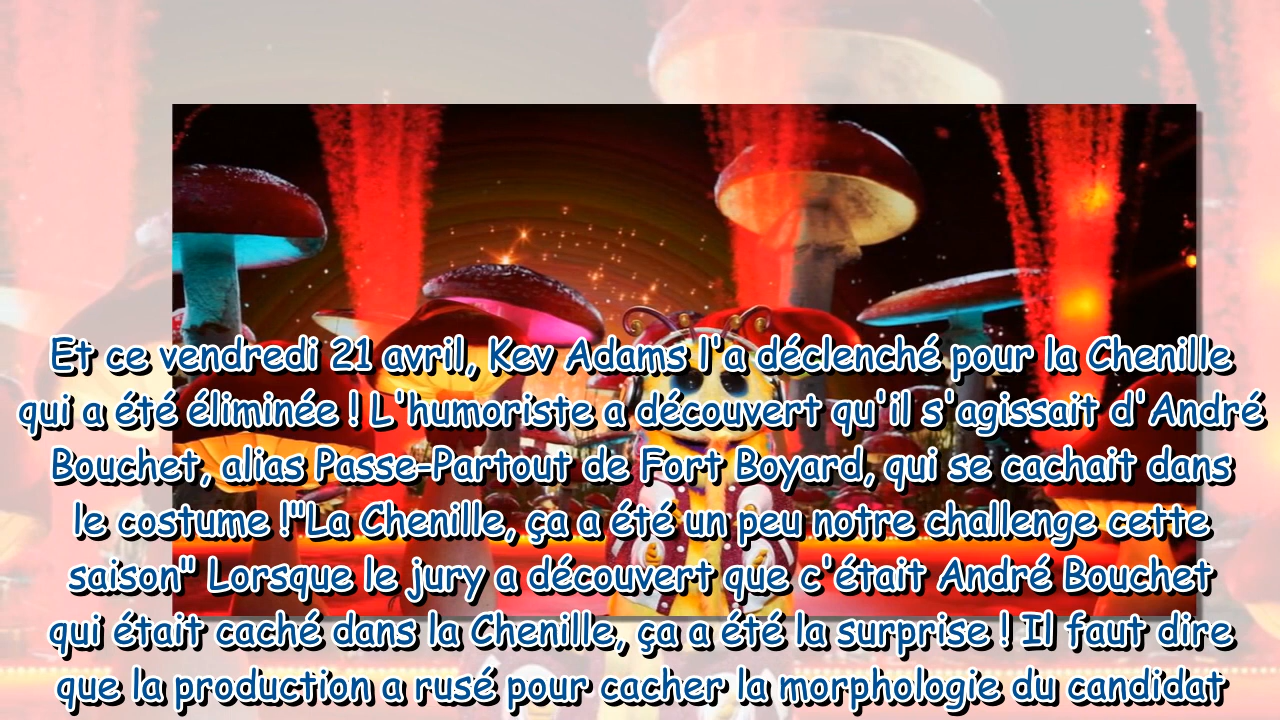 Et ce vendredi 21 avril, Kev Adams l'a déclenché pour la Chenille
qui a été éliminée ! L'humoriste a découvert qu'il s'agissait d'André
Bouchet, alias Passe-Partout de Fort Boyard, qui se cachait dans
le costume !"La Chenille, ça a été un peu notre challenge cette
saison" Lorsque le jury a découvert que c'était André Bouchet
qui était caché dans la Chenille, ça a été la surprise ! Il faut dire
que la production a rusé pour cacher la morphologie du candidat